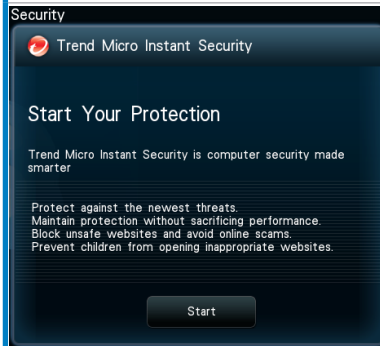 Security
Trend Micro Instant Security
Start Your Protection
Trend Micro Instant Security is computer security made
smarter
Protect against the newest threats.
Maintain protection without sacrificing performance.
Block unsafe websites and avoid online scams.
Prevent children from opening inappropriate websites.
Start